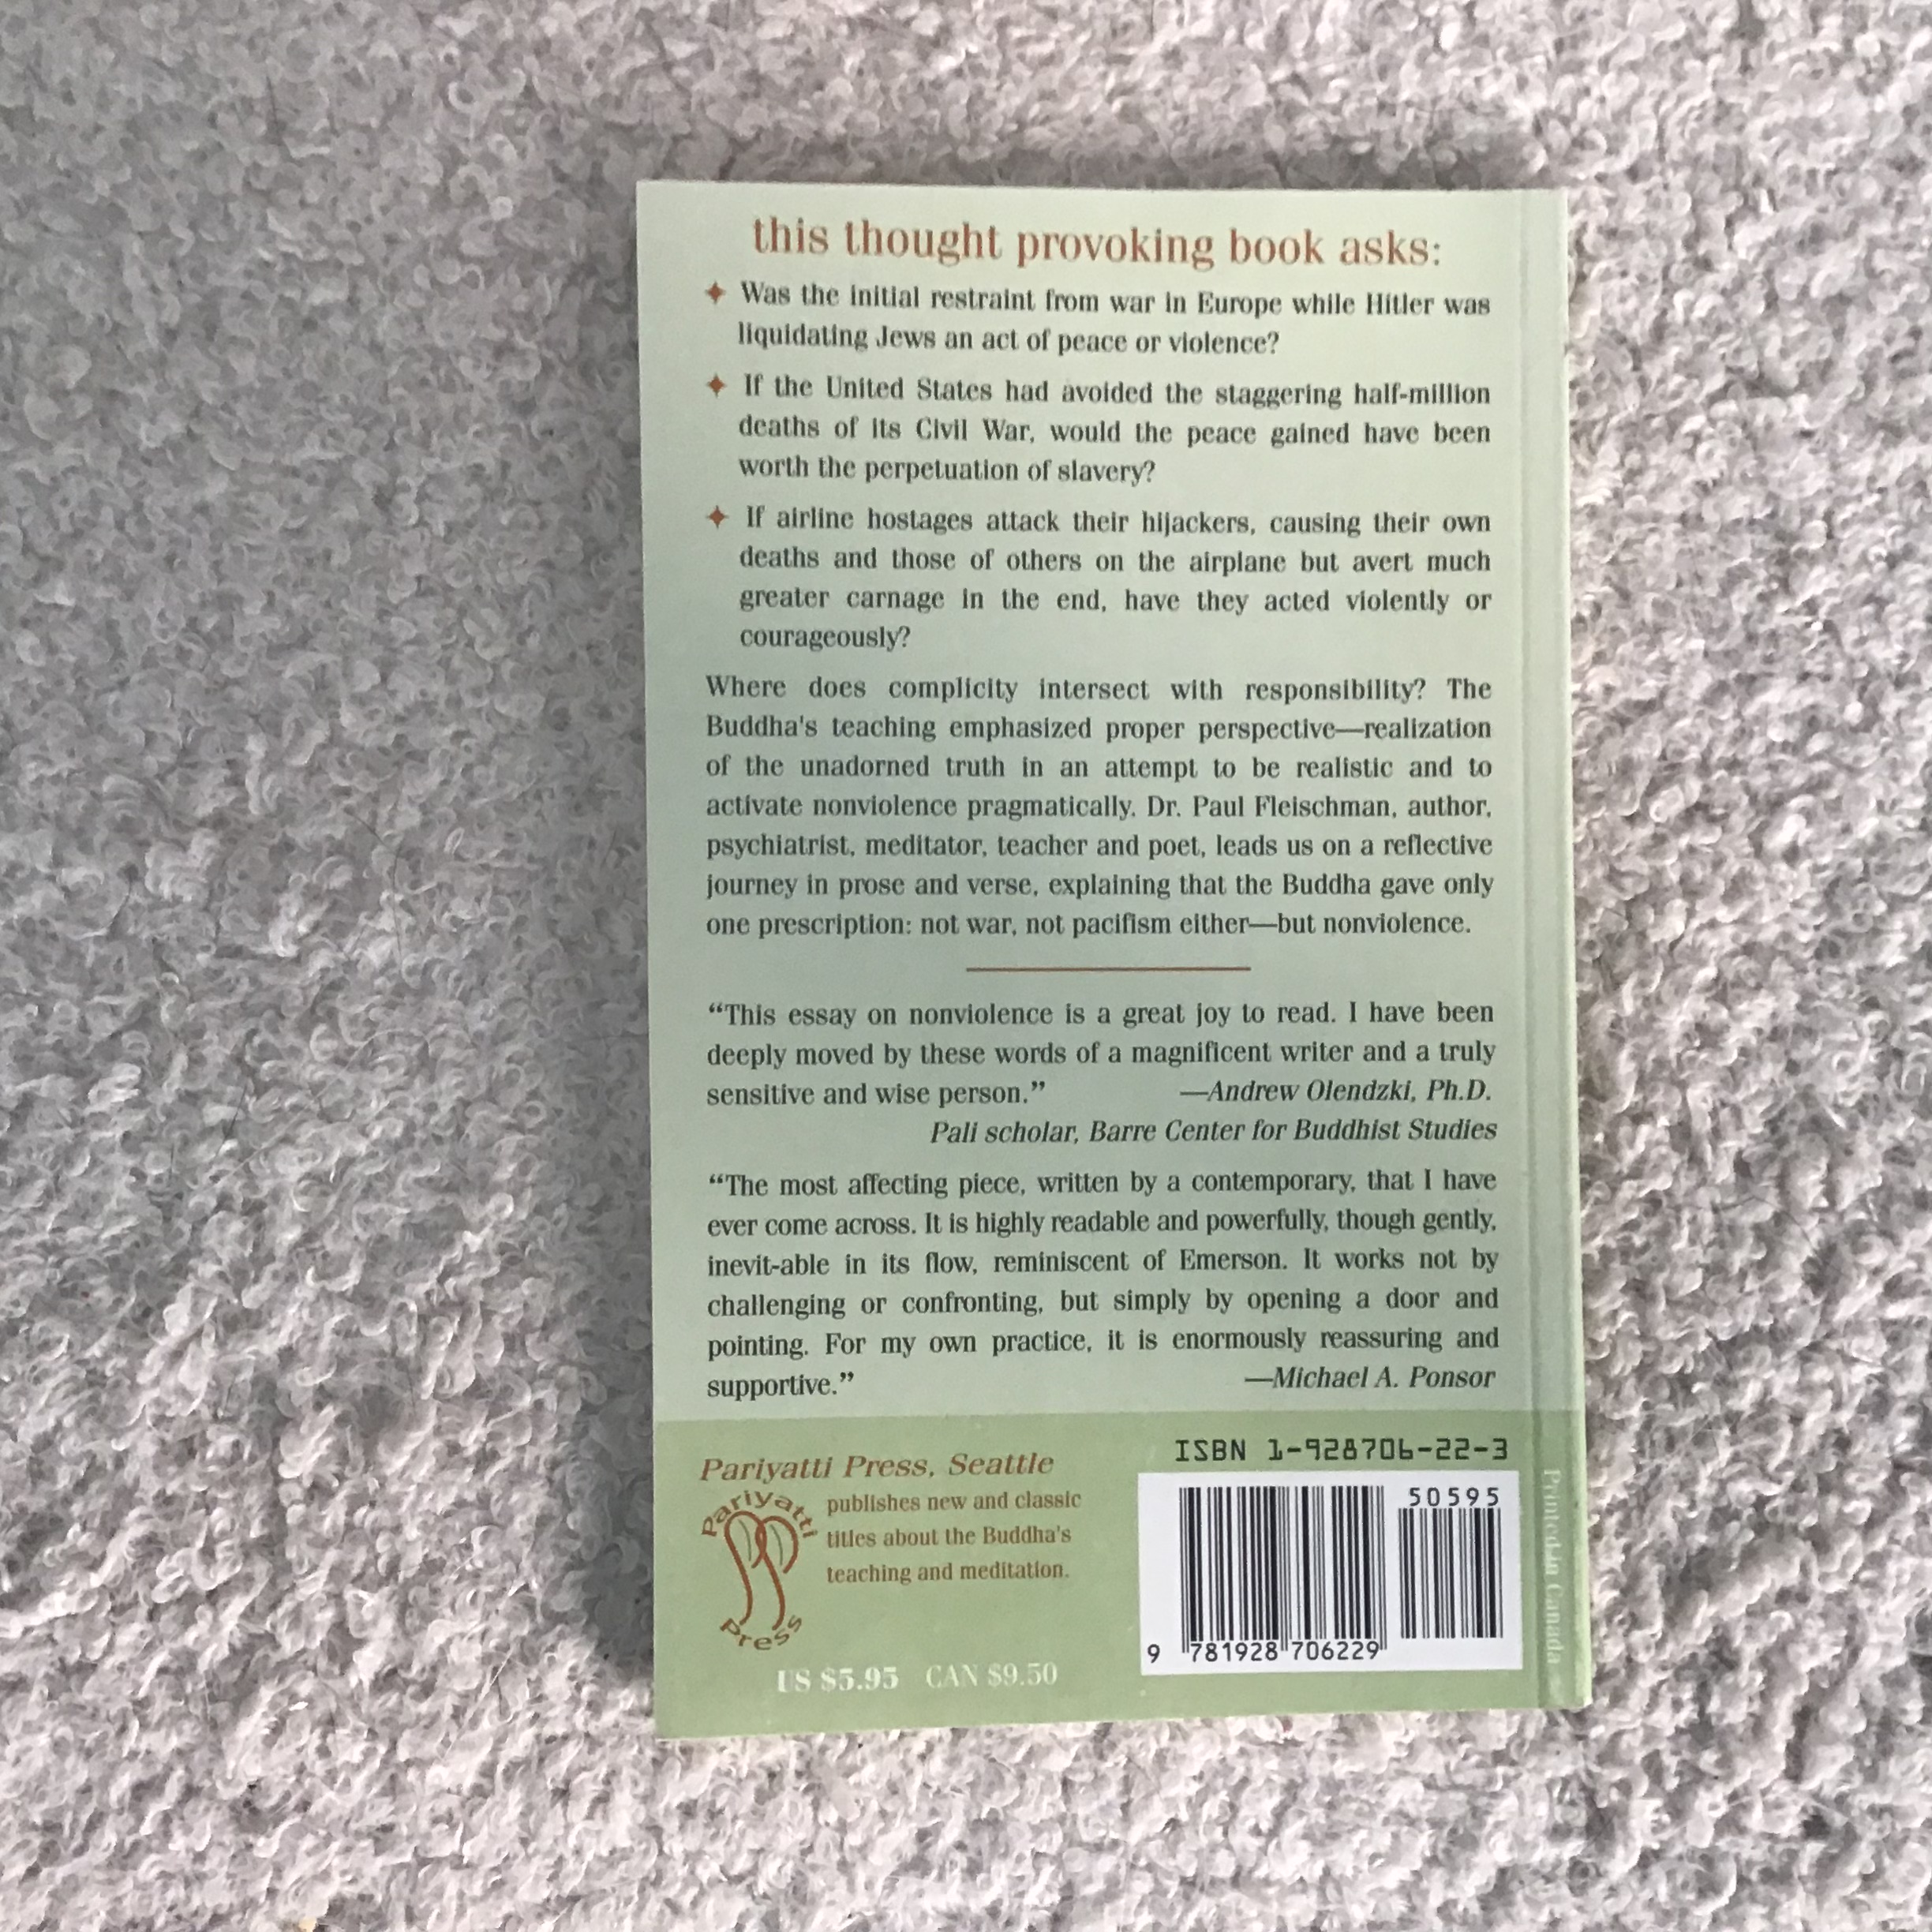 this thought provoking book asks:
✦ Was the initial restraint from war in Europe while Hitler was
liquidating Jews an act of peace or violence?
✦ If the United States had avoided the staggering half-million
deaths of its Civil War, would the peace gained have been
worth the perpetuation of slavery?
✦ If airline hostages attack their hijackers, causing their own
deaths and those of others on the airplane but avert much
greater carnage in the end, have they acted violently or
courageously?
Where does complicity intersect with responsibility? The
Buddha's teaching emphasized proper perspective—realization
of the unadorned truth in an attempt to be realistic and to
activate nonviolence pragmatically. Dr. Paul Fleischman, author,
psychiatrist, meditator, teacher and poet, leads us on a reflective
journey in prose and verse, explaining that the Buddha gave only
one prescription: not war, not pacifism either—but nonviolence.
“This essay on nonviolence is a great joy to read. I have been
deeply moved by these words of a magnificent writer and a truly
sensitive and wise person.” —Andrew Olendzki, Ph.D.
Pali scholar, Barre Center for Buddhist Studies
“The most affecting piece, written by a contemporary, that I have
ever come across. It is highly readable and powerfully, though gently,
inevit-able in its flow, reminiscent of Emerson. It works not by
challenging or confronting, but simply by opening a door and
pointing. For my own practice, it is enormously reassuring and
supportive.” —Michael A. Ponsor
Pariyatti Press, Seattle
publishes new and classic
titles about the Buddha's
teaching and meditation.
Pariyatti
Press
US $5.95 CAN $9.50
ISBN 1-928706-22-3
50595
9 781928 706229
Printed in Canada